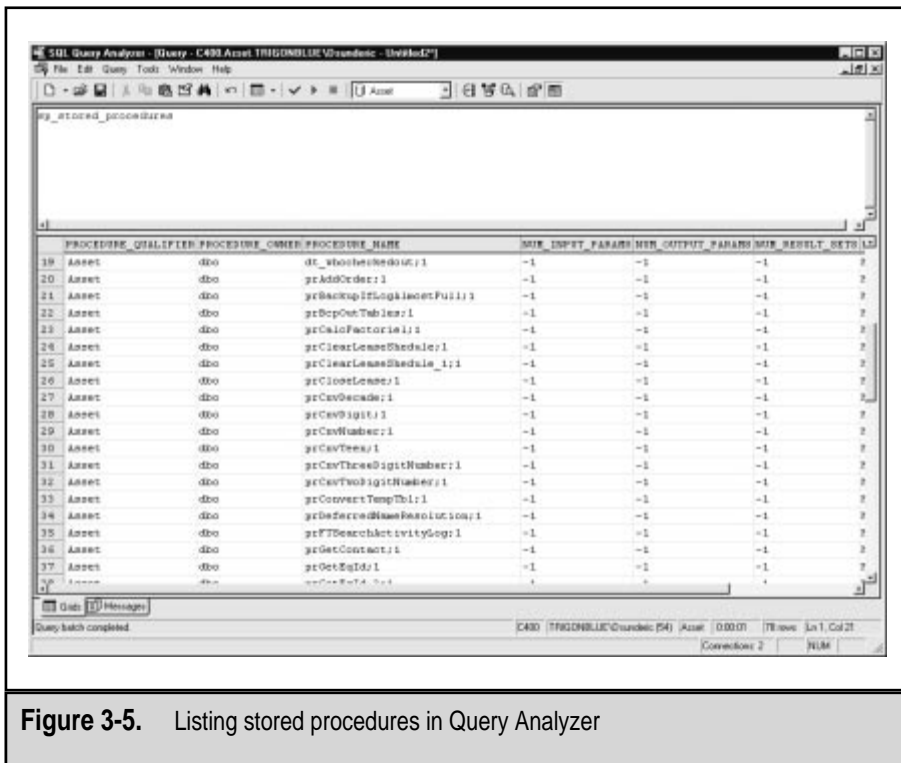 SQL Query Analyzer - [Query - C400.Asset.TRIGONBLUE\Dsunderic - Untitled2*]
File Edit Query Tools Window Help
Asset
sp_stored_procedures
PROCEDURE_QUALIFIER PROCEDURE_OWNER PROCEDURE_NAME NUM_INPUT_PARAMS NUM_OUTPUT_PARAMS NUM_RESULT_SETS
19 Asset dbo dt_whocheckedout;1 -1 -1 -1
20 Asset dbo prAddOrder;1 -1 -1 -1
21 Asset dbo prBackupIfLogAlmostFull;1 -1 -1 -1
22 Asset dbo prBcpOutTables;1 -1 -1 -1
23 Asset dbo prCalcFactoriel;1 -1 -1 -1
24 Asset dbo prClearLeaseShedule;1 -1 -1 -1
25 Asset dbo prClearLeaseShedule_1;1 -1 -1 -1
26 Asset dbo prCloseLease;1 -1 -1 -1
27 Asset dbo prCnvDecade;1 -1 -1 -1
28 Asset dbo prCnvDigit;1 -1 -1 -1
29 Asset dbo prCnvNumber;1 -1 -1 -1
30 Asset dbo prCnvTeen;1 -1 -1 -1
31 Asset dbo prCnvThreeDigitNumber;1 -1 -1 -1
32 Asset dbo prCnvTwoDigitNumber;1 -1 -1 -1
33 Asset dbo prConvertTempTbl;1 -1 -1 -1
34 Asset dbo prDeferredNameResolution;1 -1 -1 -1
35 Asset dbo prFTSearchActivityLog;1 -1 -1 -1
36 Asset dbo prGetContact;1 -1 -1 -1
37 Asset dbo prGetEqId;1 -1 -1 -1
Grids Messages
Query batch completed. C400 TRIGONBLUE\Dsunderic (54) Asset 0:00:01 78 rows Ln 1, Col 21
Connections: 2 NUM
Figure 3-5. Listing stored procedures in Query Analyzer